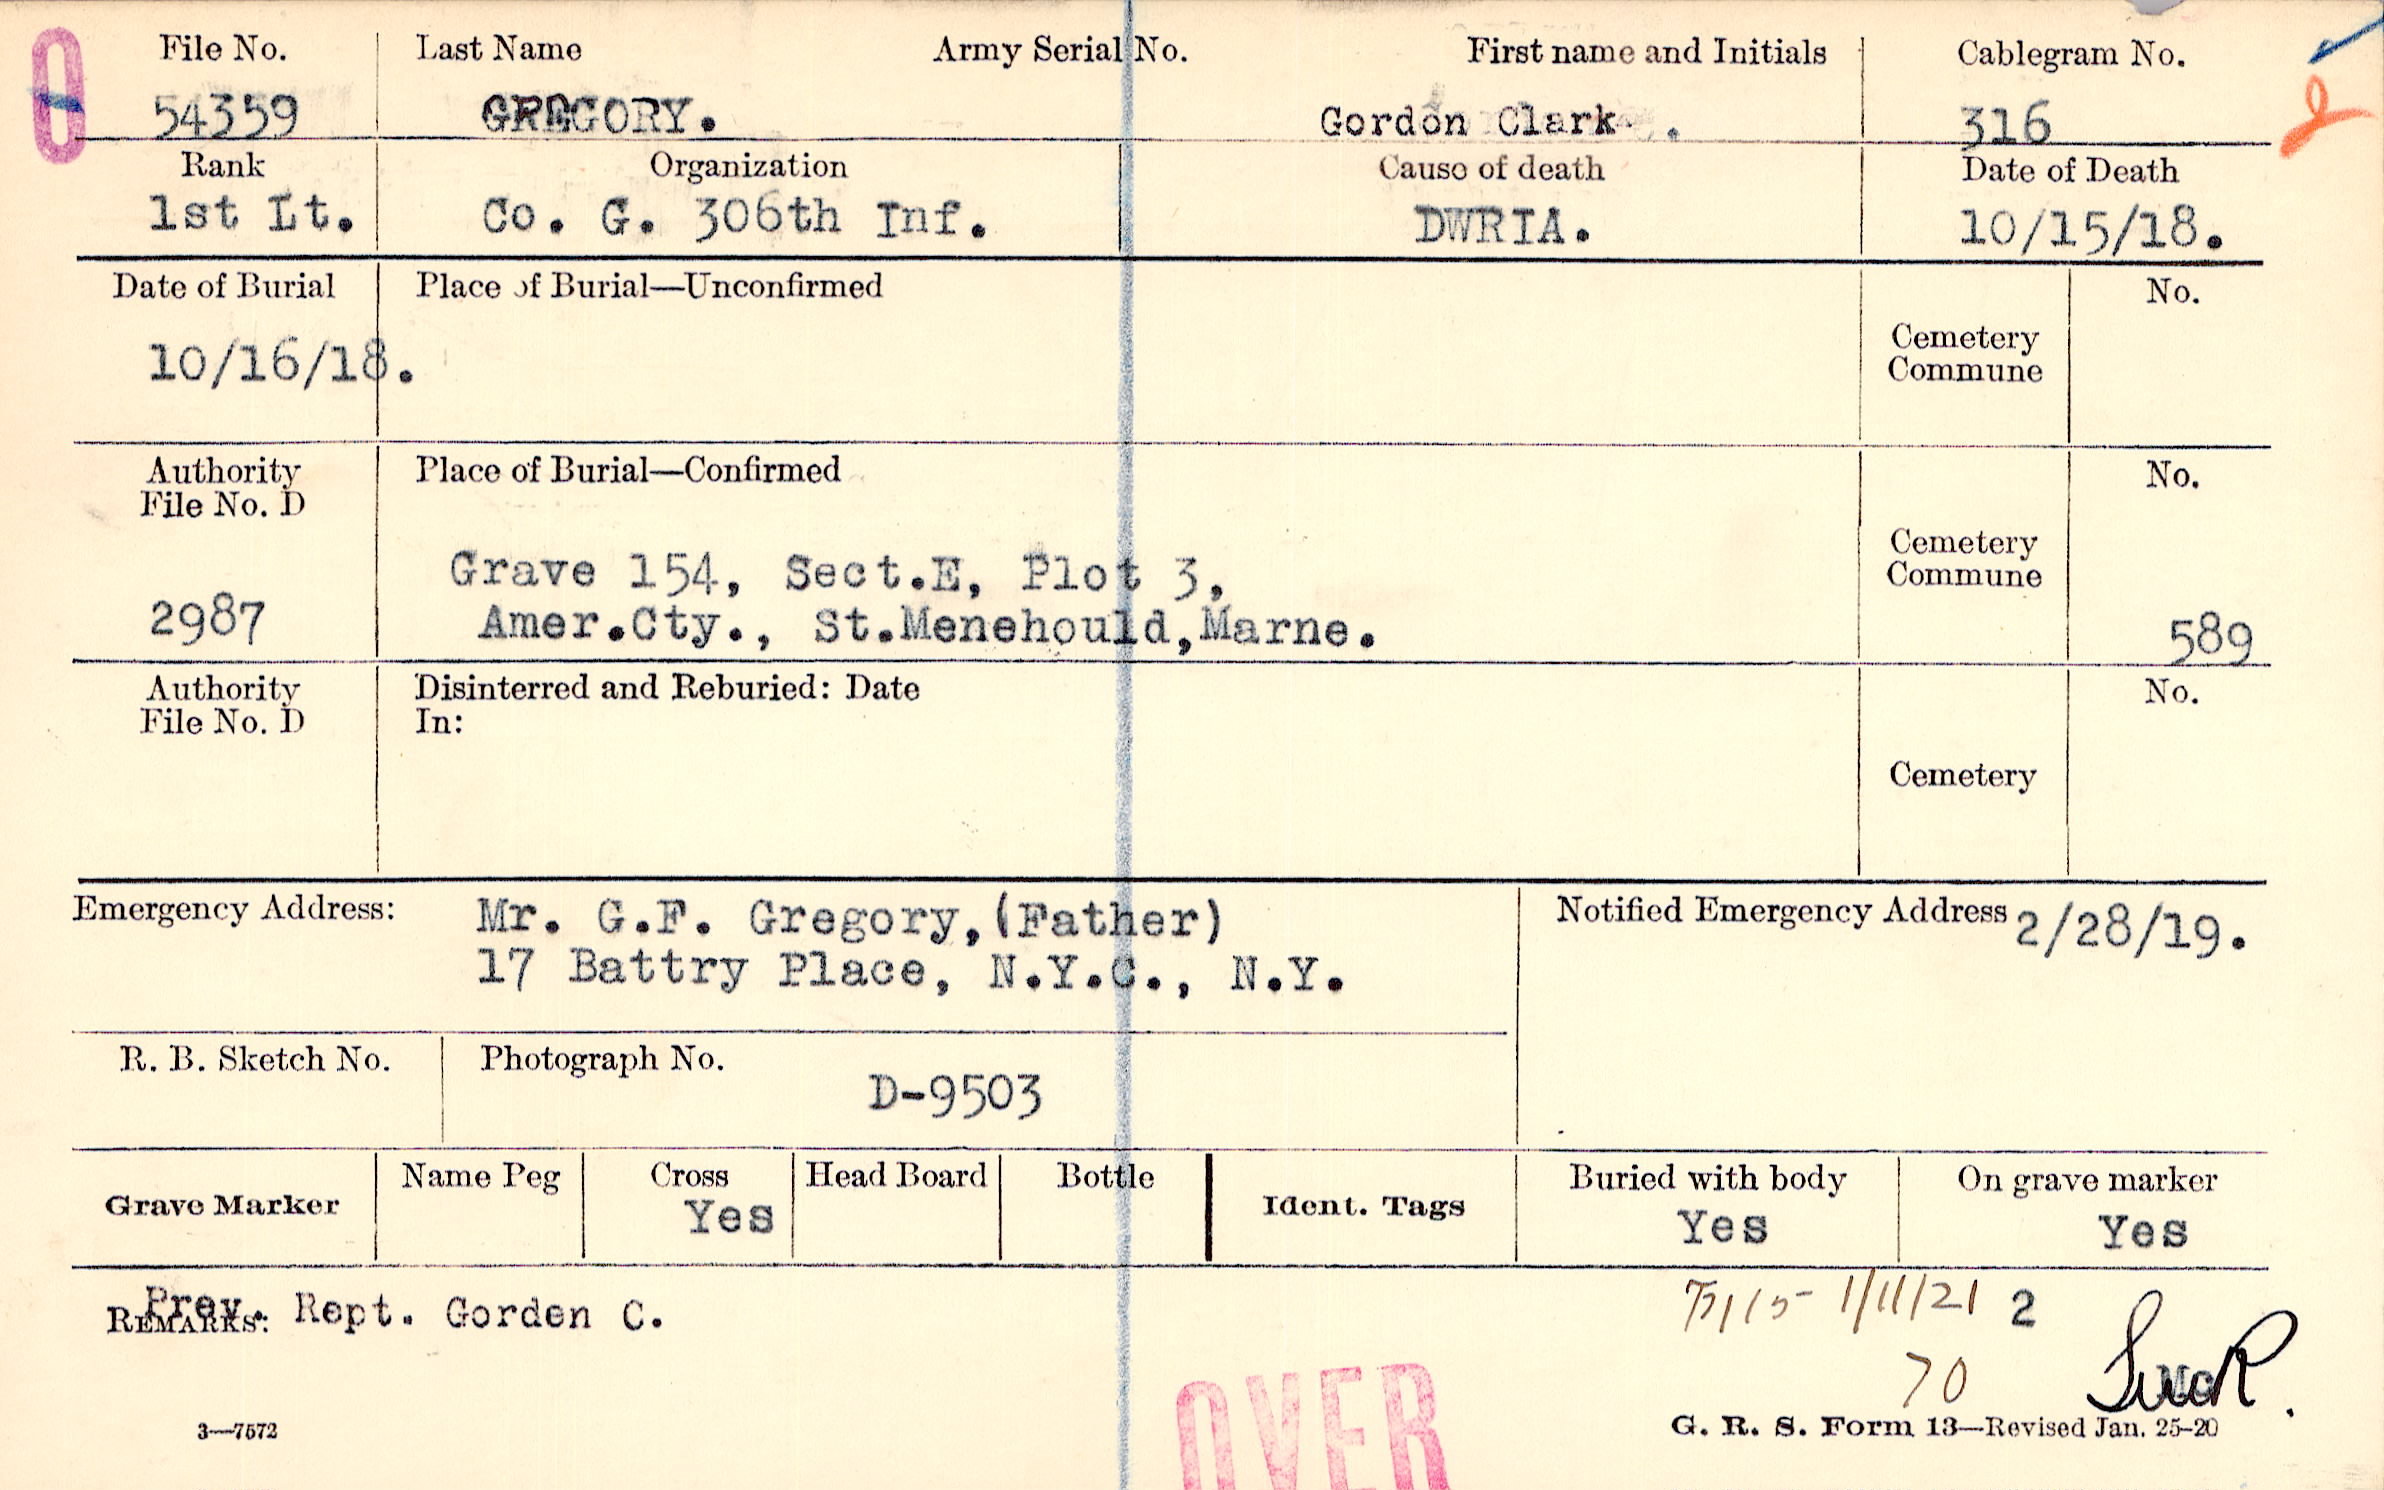 File No. Last Name Army Serial No. First name and Initials Cablegram No.
54359 GREGORY. Gordon Clark . 316
Rank Organization Cause of death Date of Death
1st Lt. Co. G. 306th Inf. DWRIA. 10/15/18.
Date of Burial Place of Burial—Unconfirmed No.
Cemetery
Commune
10/16/18.
Authority Place of Burial—Confirmed No.
File No. D
Cemetery
Commune
Grave 154, Sect.E, Plot 3,
2987 Amer.Cty., St.Menehould,Marne. 589
Authority Disinterred and Reburied: Date No.
File No. D In:
Cemetery
Emergency Address: Mr. G.F. Gregory,(Father) Notified Emergency Address 2/28/19.
17 Battry Place, N.Y.C., N.Y.
R. B. Sketch No. Photograph No.
D-9503
Grave Marker Name Peg Cross Head Board Bottle Ident. Tags Buried with body On grave marker
Yes Yes Yes
REMARKS: Prev. Rept. Gorden C. 1/11/21 2
70
OVER
3—7572 G. R. S. Form 13—Revised Jan. 25-20